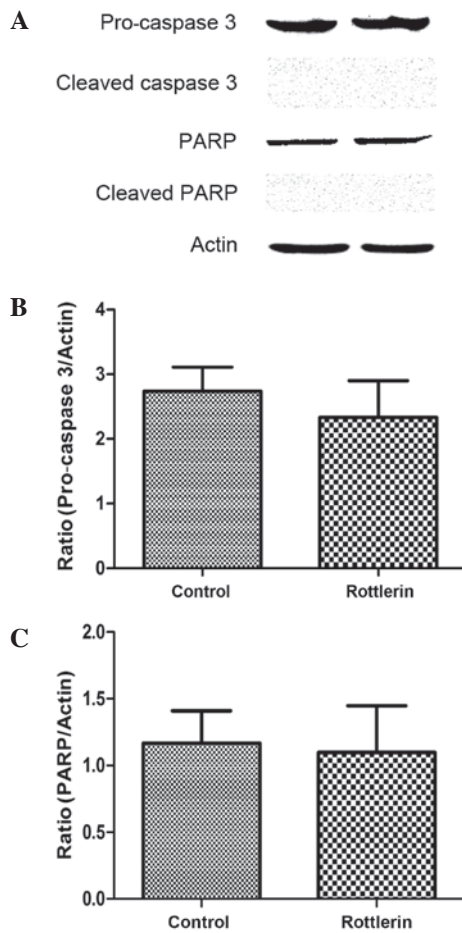 A
Pro-caspase 3
Cleaved caspase 3
PARP
Cleaved PARP
Actin
B
Ratio (Pro-caspase 3/Actin)
4
3
2
1
0
Control
Rottlerin
C
Ratio (PARP/Actin)
2.0
1.5
1.0
0.5
0.0
Control
Rottlerin